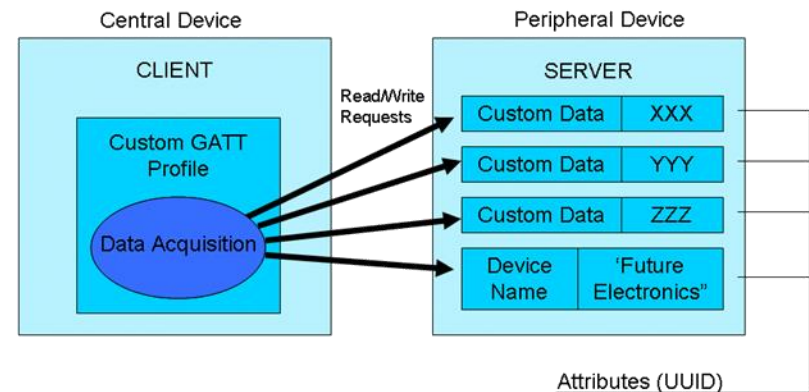 Central Device
Peripheral Device
CLIENT
SERVER
Read/Write
Requests
Custom GATT
Profile
Data Acquisition
Custom Data
XXX
Custom Data
YYY
Custom Data
ZZZ
Device
Name
‘Future
Electronics”
Attributes (UUID)